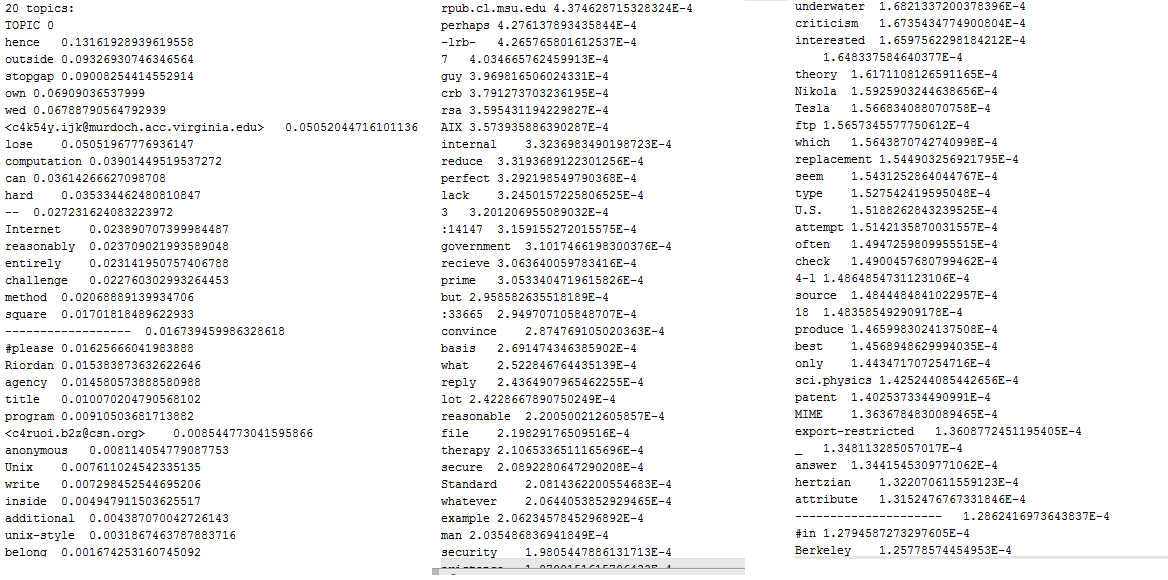 20 topics:
TOPIC 0
hence 0.13161928939619558
outside 0.09326930746346564
stopgap 0.09008254414552914
own 0.06909036537999
wed 0.06788790564792939
<c4k54y.ijk@murdoch.acc.virginia.edu> 0.05052044716101136
lose 0.05051967776936147
computation 0.03901449519537272
can 0.03614266627098708
hard 0.035334462480810847
-- 0.027231624083223972
Internet 0.023890707399984487
reasonably 0.023709021993589048
entirely 0.023141950757406788
challenge 0.022760302993264453
method 0.02068889139934706
square 0.01701818489622933
------------------ 0.016739459986328618
#please 0.01625666041983888
Riordan 0.015383873632622646
agency 0.014580573888580988
title 0.010070204790568102
program 0.00910503681713882
<c4ruoi.b2z@csn.org> 0.008544773041595866
anonymous 0.008114054779087753
Unix 0.007611024542335135
write 0.007298452544695206
inside 0.004947911503625517
additional 0.004387070042726143
unix-style 0.0031867463787883716
belong 0.001674253160745092
rpub.cl.msu.edu 4.374628715328324E-4
perhaps 4.276137893435844E-4
-lrb- 4.265765801612537E-4
7 4.034665762459913E-4
guy 3.969816506024331E-4
crb 3.791273703236195E-4
rsa 3.595431194229827E-4
AIX 3.573935886390287E-4
internal 3.3236983490198723E-4
reduce 3.3193689122301256E-4
perfect 3.292198549790368E-4
lack 3.2450157225806525E-4
3 3.201206955089032E-4
:14147 3.159155272015575E-4
government 3.1017466198300376E-4
recieve 3.063640059783416E-4
prime 3.0533404719615826E-4
but 2.958582635518189E-4
:33665 2.949707105848707E-4
convince 2.874769105020363E-4
basis 2.691474346385902E-4
what 2.522846764435139E-4
reply 2.4364907965462255E-4
lot 2.4228667890750249E-4
reasonable 2.200500212605857E-4
file 2.19829176509516E-4
therapy 2.1065336511165696E-4
secure 2.0892280647290208E-4
Standard 2.0814362200554683E-4
whatever 2.0644053852929465E-4
example 2.0623457845296892E-4
man 2.035486836941849E-4
security 1.9805447886131713E-4
underwater 1.6821337200378396E-4
criticism 1.6735434774900804E-4
interested 1.6597562298184212E-4
1.648337584640377E-4
theory 1.6171108126591165E-4
Nikola 1.5925903244638656E-4
Tesla 1.566834088070758E-4
ftp 1.5657345577750612E-4
which 1.5643870742740998E-4
replacement 1.544903256921795E-4
seem 1.5431252864044767E-4
type 1.527542419595048E-4
U.S. 1.5188262843239525E-4
attempt 1.5142135870031557E-4
often 1.4947259809955515E-4
check 1.4900457680799462E-4
4-l 1.4864854731123106E-4
source 1.4844484841022957E-4
18 1.483585492909178E-4
produce 1.4659983024137508E-4
best 1.4568948629994035E-4
only 1.443471707254716E-4
sci.physics 1.425244085442656E-4
patent 1.402537334490991E-4
MIME 1.3636784830089465E-4
export-restricted 1.3608772451195405E-4
_ 1.348113285057017E-4
answer 1.3441545309771062E-4
hertzian 1.322070611559123E-4
attribute 1.3152476767331846E-4
--------------------- 1.2862416973643837E-4
#in 1.2794587273297605E-4
Berkeley 1.25778574454953E-4